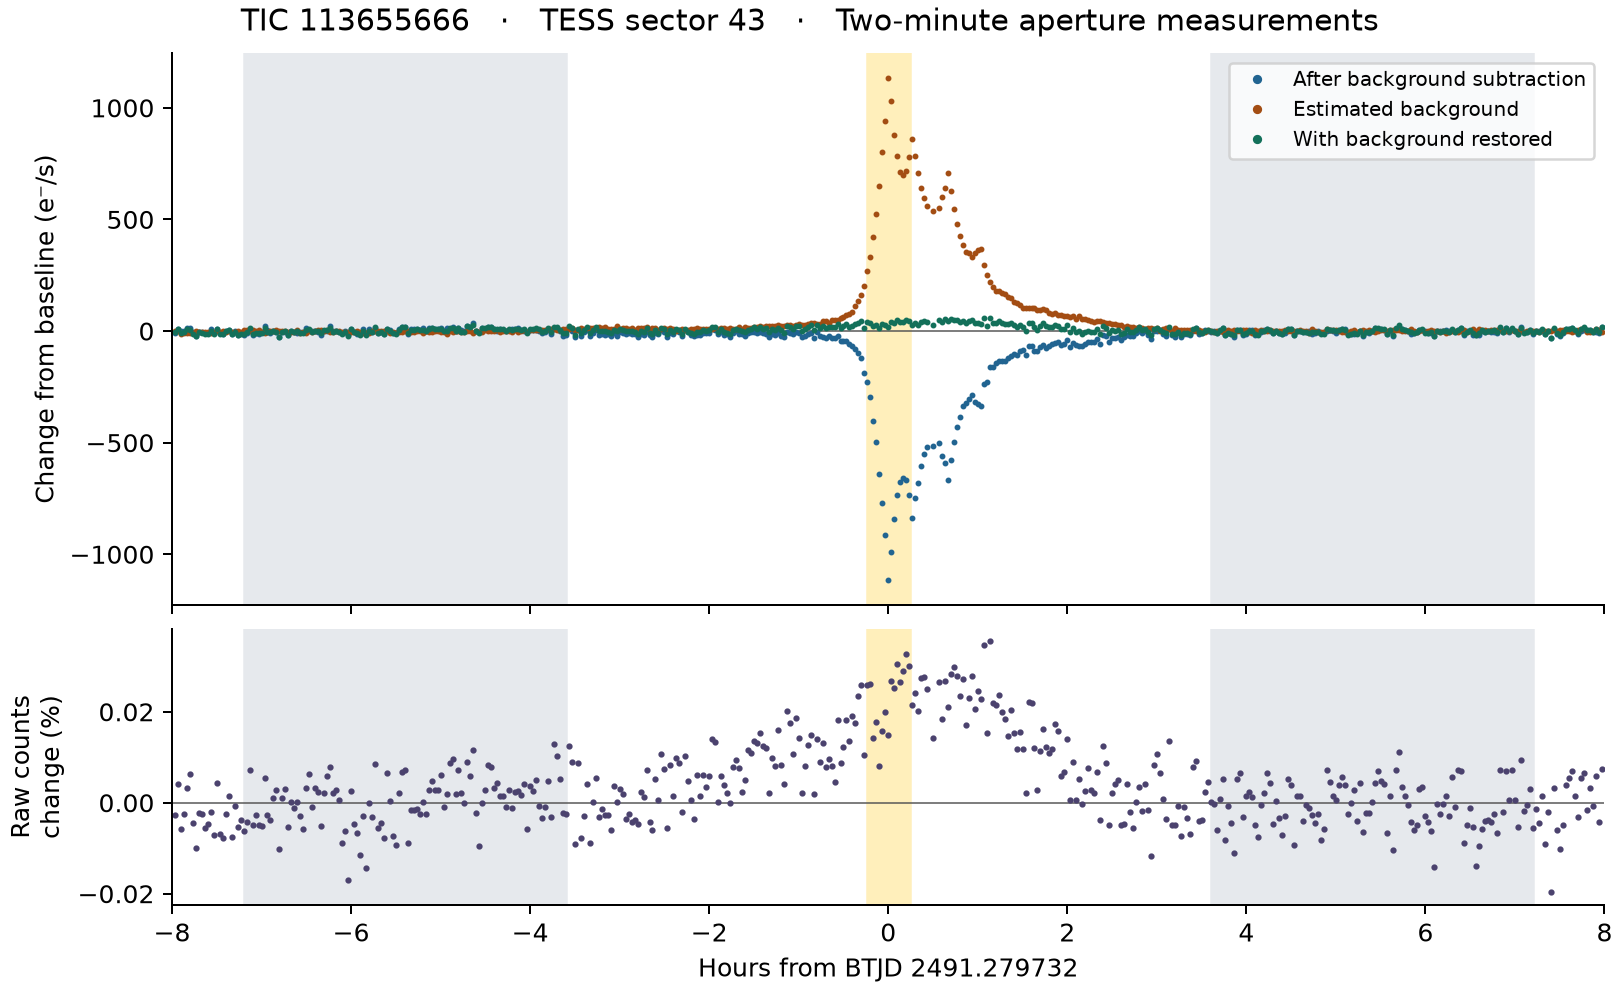 TIC 113655666 · TESS sector 43 · Two-minute aperture measurements
After background subtraction
Estimated background
With background restored
Change from baseline (e⁻/s)
1000
500
0
−500
−1000
Raw counts
change (%)
0.02
0.00
−0.02
−8 −6 −4 −2 0 2 4 6 8
Hours from BTJD 2491.279732